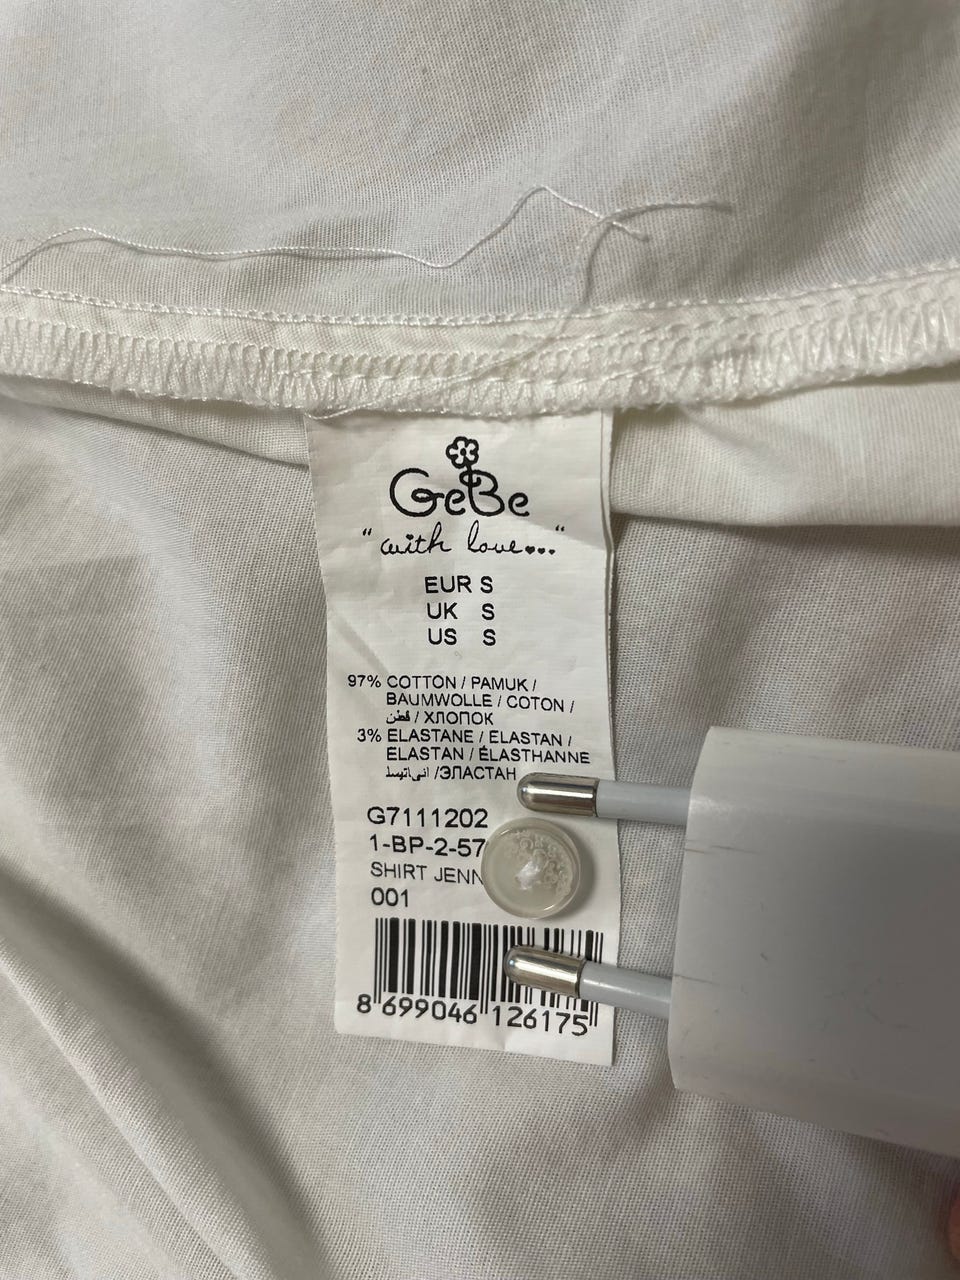 GeBe
"with love..."
EUR S
UK S
US S
97% COTTON / PAMUK /
BAUMWOLLE / COTON /
قطن / ХЛОПОК
3% ELASTANE / ELASTAN /
ELASTAN / ÉLASTHANNE
/ЭЛАСТАН
G7111202
1-BP-2-57
SHIRT JENN
001
8 699046 126175